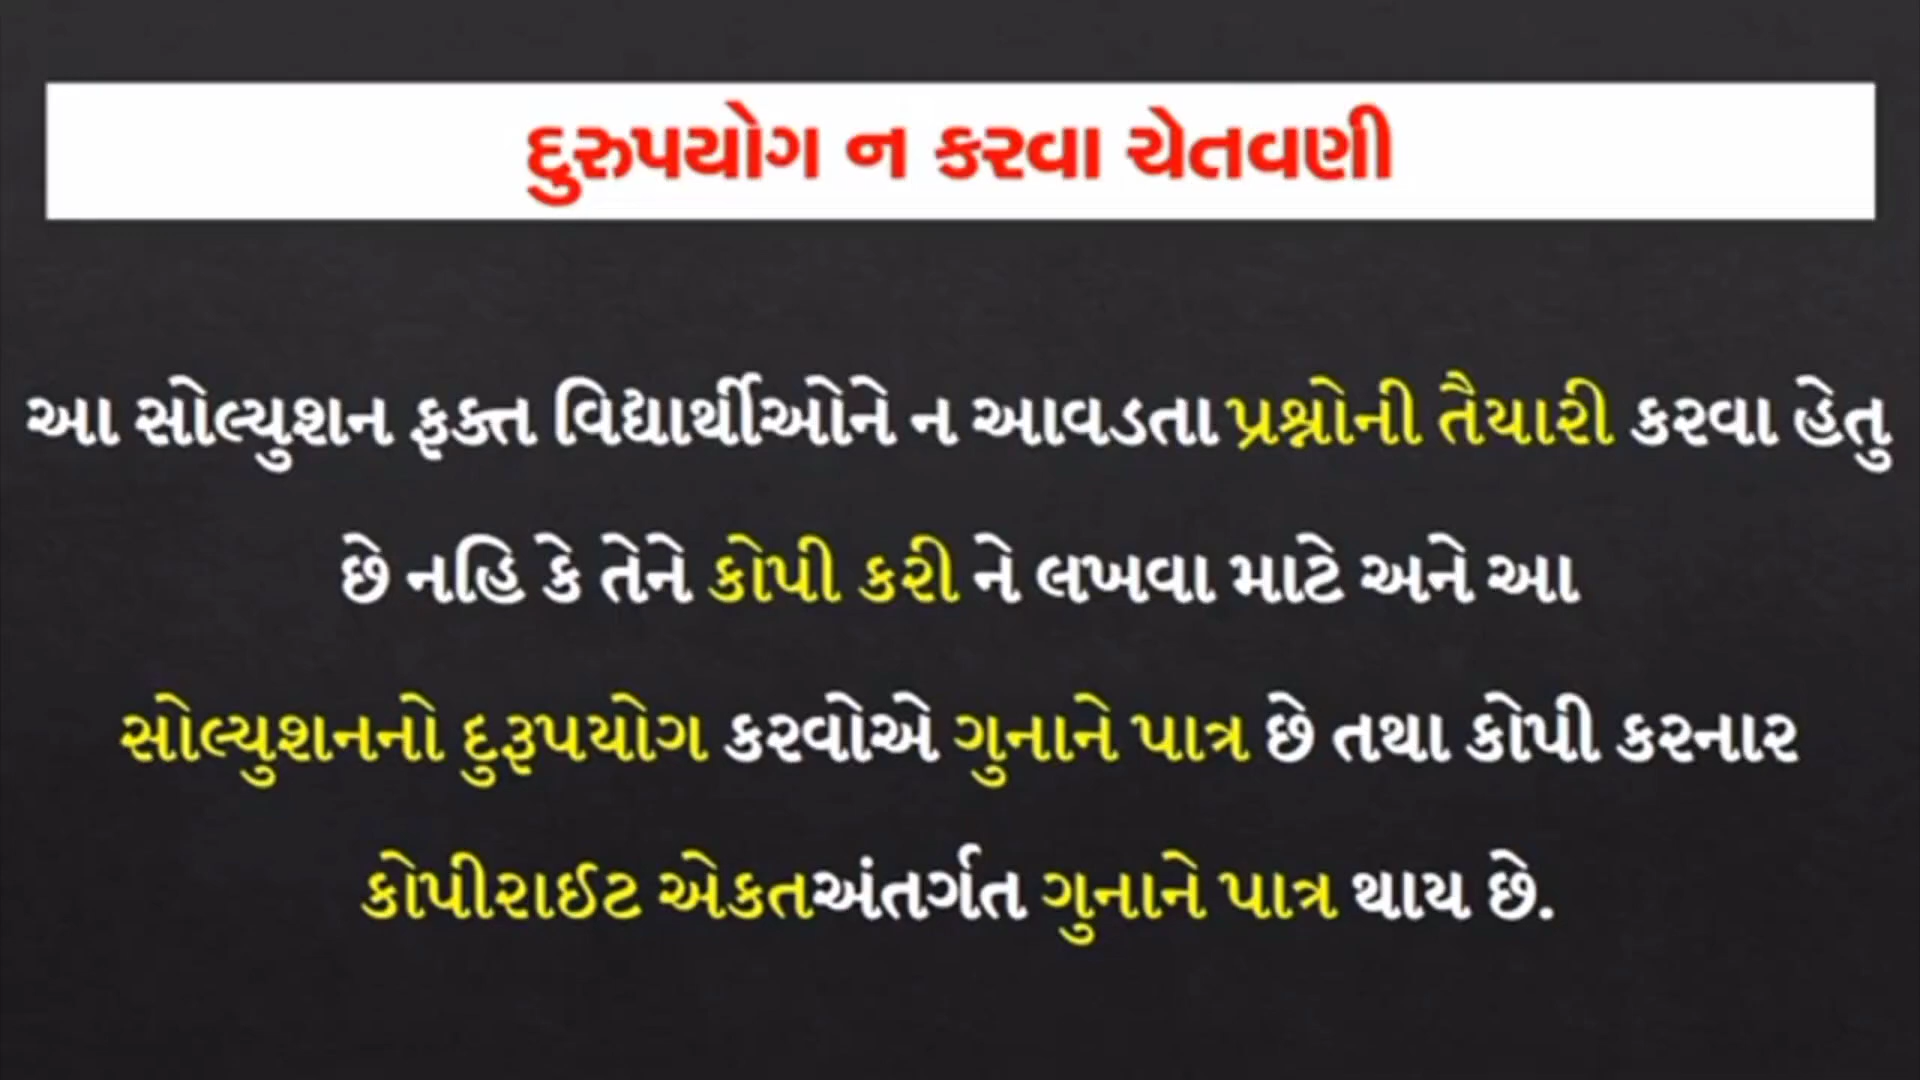 દુરુપયોગ ન કરવા ચેતવણી
આ સોલ્યુશન ફક્ત વિદ્યાર્થીઓને ન આવડતા પ્રશ્નોની તૈયારી કરવા હેતુ
છે નહિ કે તેને કોપી કરી ને લખવા માટે અને આ
સોલ્યુશનનો દુરૂપયોગ કરવોએ ગુનાને પાત્ર છે તથા કોપી કરનાર
કોપીરાઈટ એકતઅંતર્ગત ગુનાને પાત્ર થાય છે.